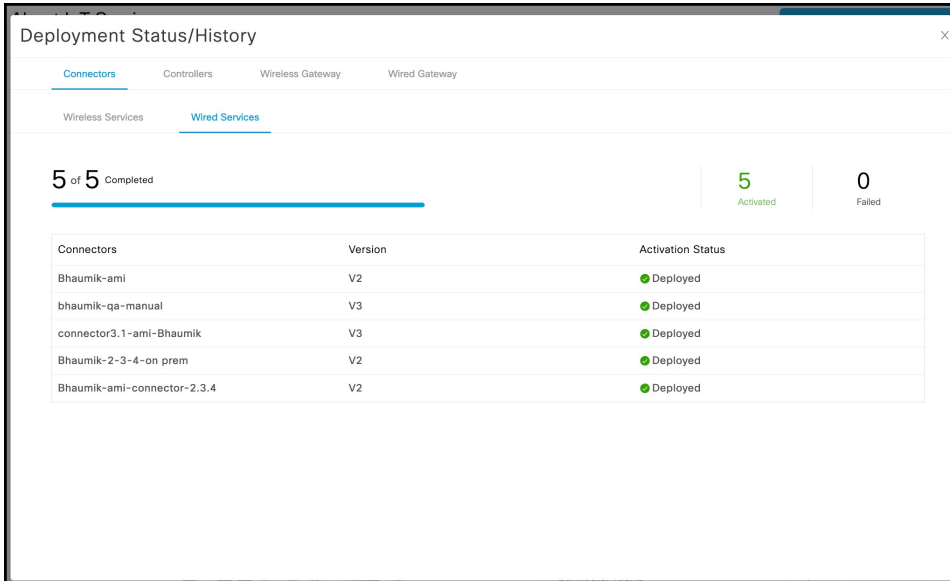 Deployment Status/History
Connectors Controllers Wireless Gateway Wired Gateway
Wireless Services Wired Services
5 of 5 Completed
5 Activated
0 Failed
Connectors Version Activation Status
Bhaumik-ami V2 Deployed
bhaumik-qa-manual V3 Deployed
connector3.1-ami-Bhaumik V3 Deployed
Bhaumik-2-3-4-on prem V2 Deployed
Bhaumik-ami-connector-2.3.4 V2 Deployed